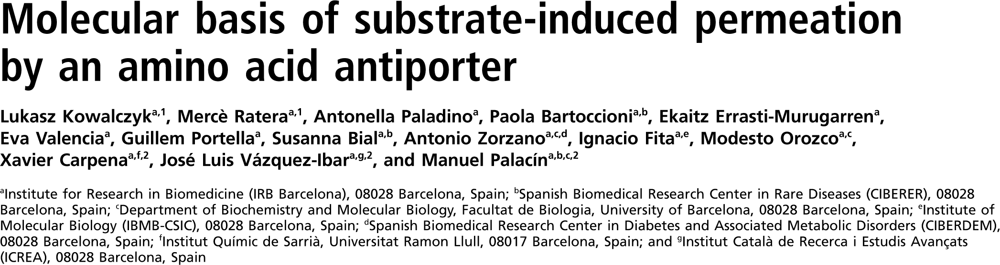 Molecular basis of substrate-induced permeation
by an amino acid antiporter
Lukasz Kowalczykᵃ,¹, Mercè Rateraᵃ,¹, Antonella Paladinoᵃ, Paola Bartoccioniᵃ,ᵇ, Ekaitz Errasti-Murugarrenᵃ,
Eva Valenciaᵃ, Guillem Portellaᵃ, Susanna Bialᵃ,ᵇ, Antonio Zorzanoᵃ,ᶜ,ᵈ, Ignacio Fitaᵃ,ᵉ, Modesto Orozcoᵃ,ᶜ,
Xavier Carpenaᵃ,ᶠ,², José Luis Vázquez-Ibarᵃ,ᵍ,², and Manuel Palacínᵃ,ᵇ,ᶜ,²
ᵃInstitute for Research in Biomedicine (IRB Barcelona), 08028 Barcelona, Spain; ᵇSpanish Biomedical Research Center in Rare Diseases (CIBERER), 08028
Barcelona, Spain; ᶜDepartment of Biochemistry and Molecular Biology, Facultat de Biologia, University of Barcelona, 08028 Barcelona, Spain; ᵉInstitute of
Molecular Biology (IBMB-CSIC), 08028 Barcelona, Spain; ᵈSpanish Biomedical Research Center in Diabetes and Associated Metabolic Disorders (CIBERDEM),
08028 Barcelona, Spain; ᶠInstitut Químic de Sarrià, Universitat Ramon Llull, 08017 Barcelona, Spain; and ᵍInstitut Català de Recerca i Estudis Avançats
(ICREA), 08028 Barcelona, Spain